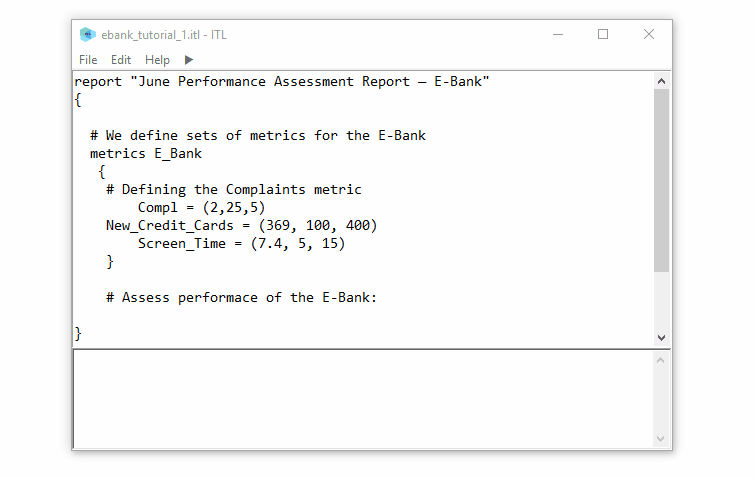 ebank_tutorial_1.itl - ITL
File Edit Help
report "June Performance Assessment Report – E-Bank"
{
# We define sets of metrics for the E-Bank
metrics E_Bank
{
# Defining the Complaints metric
Compl = (2,25,5)
New_Credit_Cards = (369, 100, 400)
Screen_Time = (7.4, 5, 15)
}
# Assess performace of the E-Bank:
}